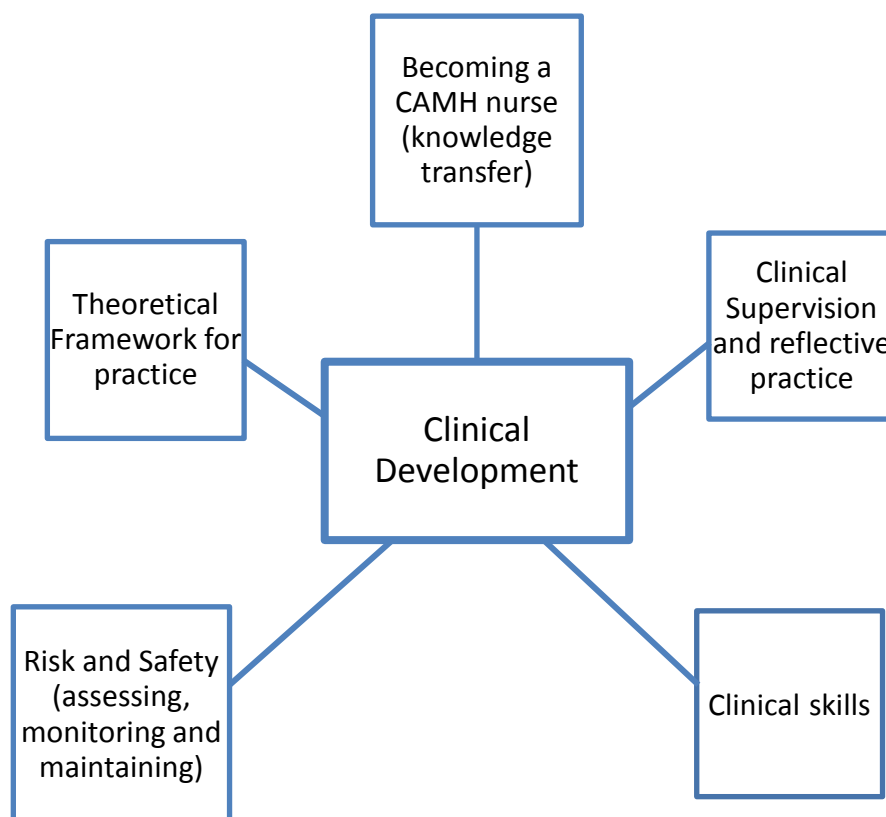 Becoming a
CAMH nurse
(knowledge
transfer)
Theoretical
Framework for
practice
Clinical
Supervision
and reflective
practice
Clinical
Development
Risk and Safety
(assessing,
monitoring and
maintaining)
Clinical skills